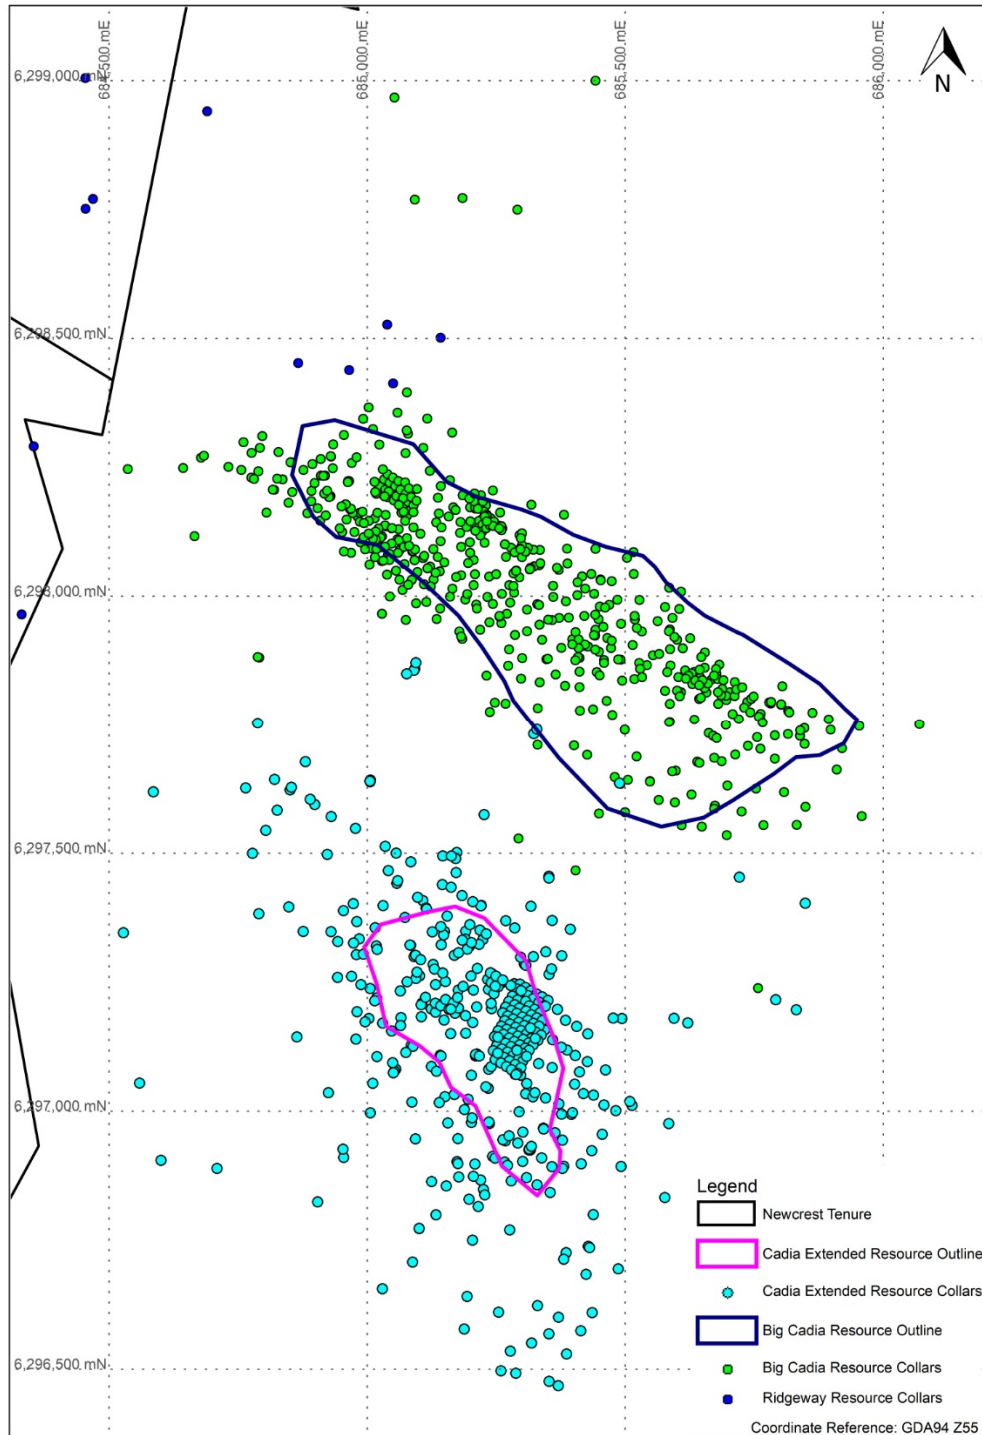 684,500 mE
685,000 mE
685,500 mE
686,000 mE
6,299,000 mN
N
6,298,500 mN
6,298,000 mN
6,297,500 mN
6,297,000 mN
6,296,500 mN
Legend
Newcrest Tenure
Cadia Extended Resource Outline
Cadia Extended Resource Collars
Big Cadia Resource Outline
Big Cadia Resource Collars
Ridgeway Resource Collars
Coordinate Reference: GDA94 Z55